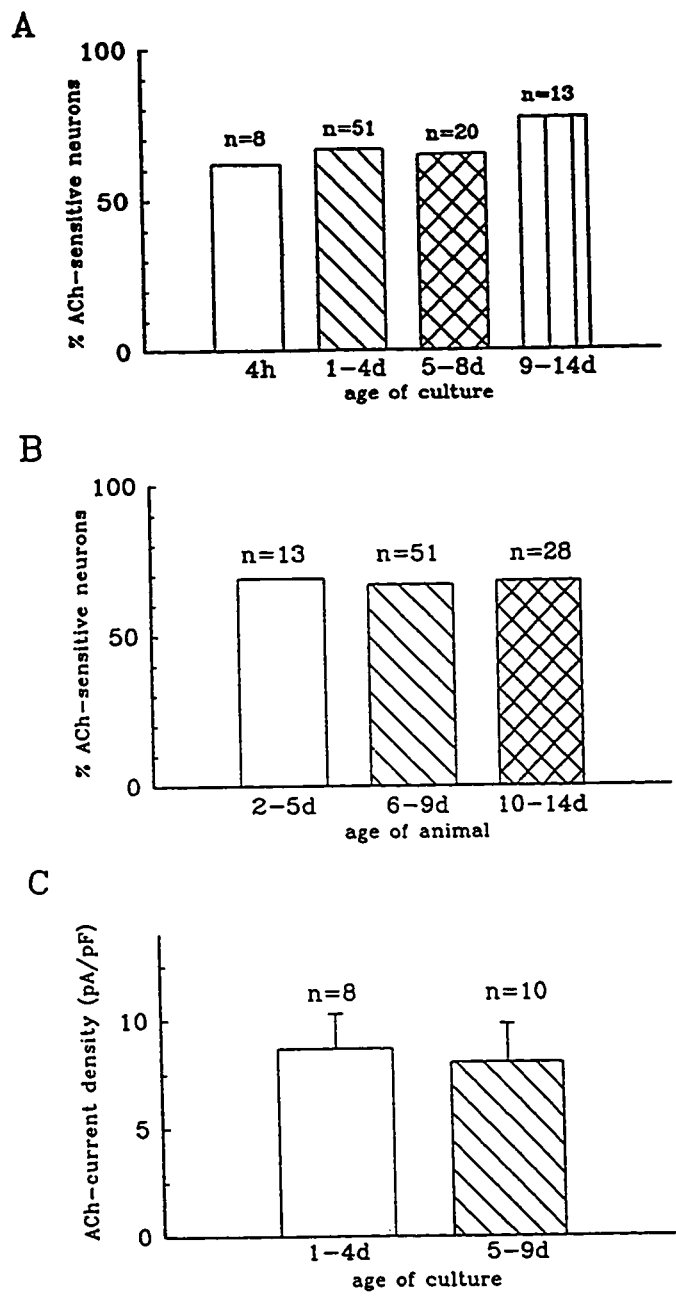 A
100
50
0
% ACh-sensitive neurons
n=8
n=51
n=20
n=13
4h 1-4d 5-8d 9-14d
age of culture
B
100
50
0
% ACh-sensitive neurons
n=13 n=51 n=28
2-5d 6-9d 10-14d
age of animal
C
10
5
0
ACh-current density (pA/pF)
n=8 n=10
1-4d 5-9d
age of culture